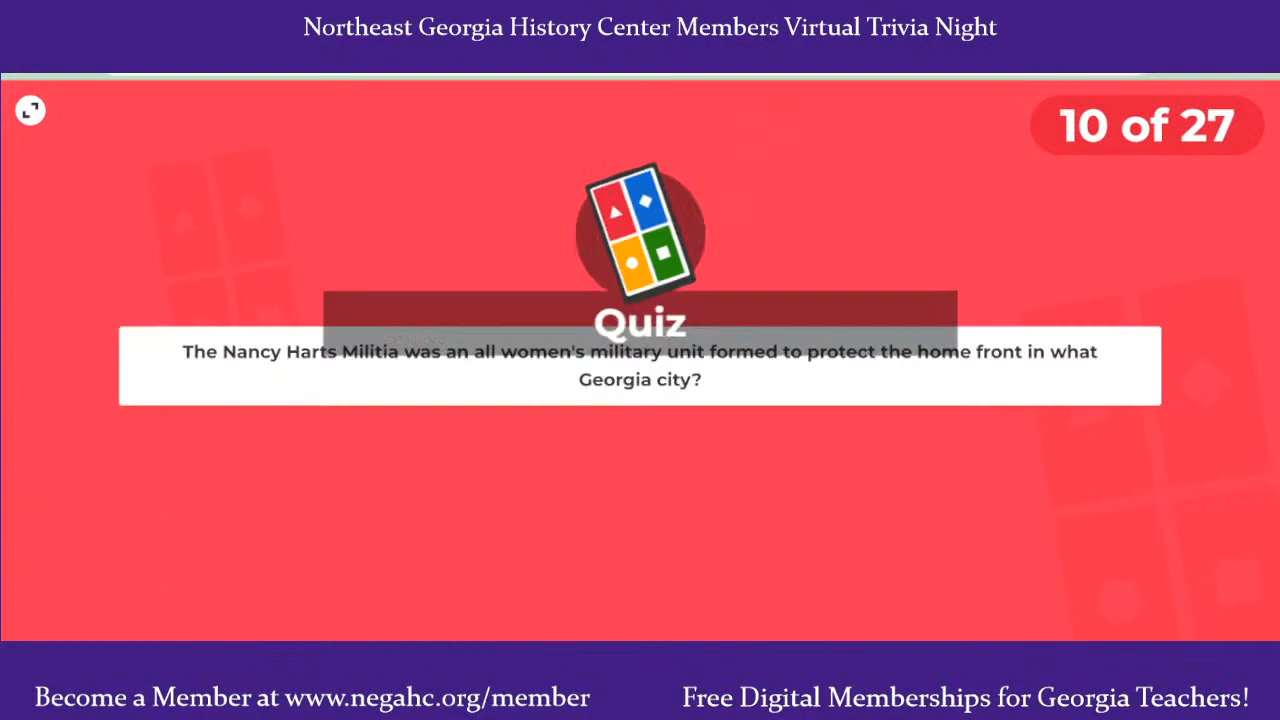 Northeast Georgia History Center Members Virtual Trivia Night
10 of 27
Quiz
The Nancy Harts Militia was an all women's military unit formed to protect the home front in what
Georgia city?
Become a Member at www.negahc.org/member
Free Digital Memberships for Georgia Teachers!